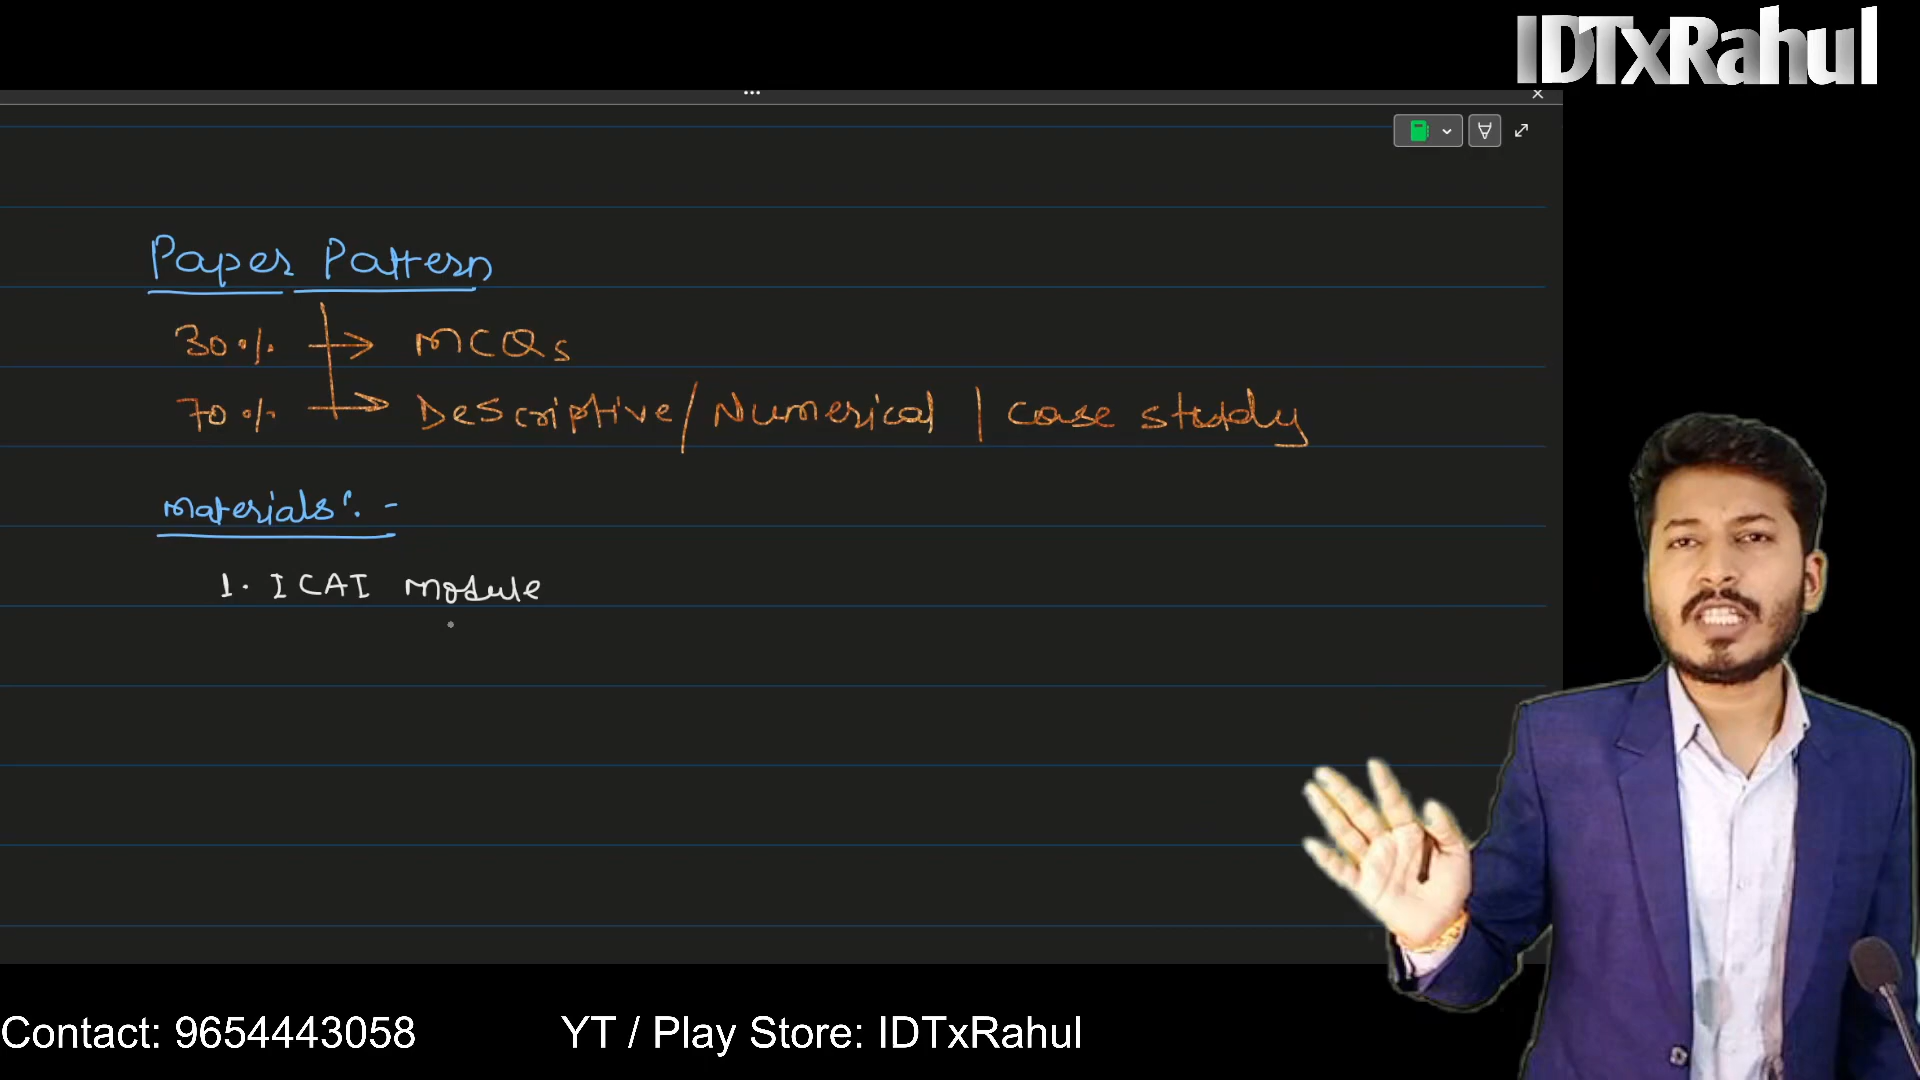 IDTxRahul
Paper Pattern
30% → MCQs
70% → Descriptive / Numerical | Case study
Materials :-
1. ICAI Module
Contact: 9654443058 YT / Play Store: IDTxRahul